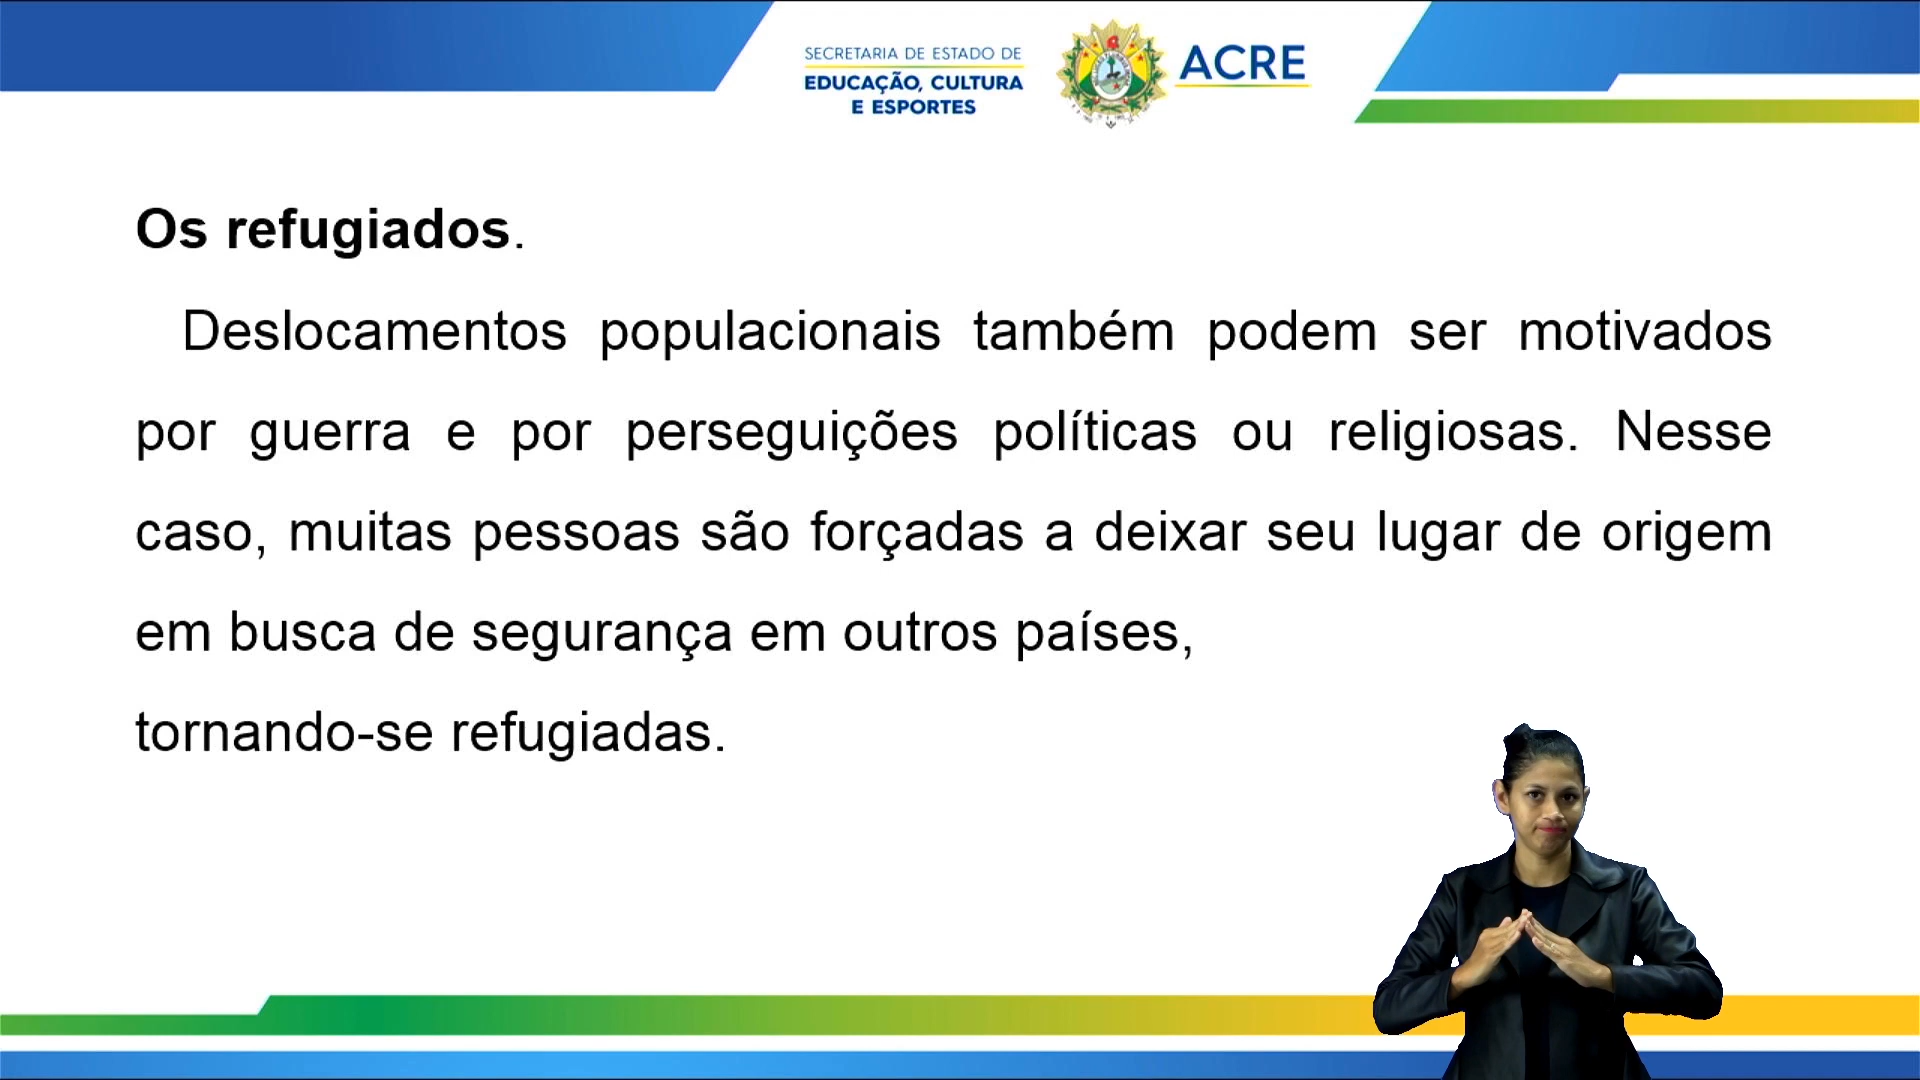 SECRETARIA DE ESTADO DE
EDUCAÇÃO, CULTURA
E ESPORTES
ACRE
Os refugiados.
Deslocamentos populacionais também podem ser motivados
por guerra e por perseguições políticas ou religiosas. Nesse
caso, muitas pessoas são forçadas a deixar seu lugar de origem
em busca de segurança em outros países,
tornando-se refugiadas.